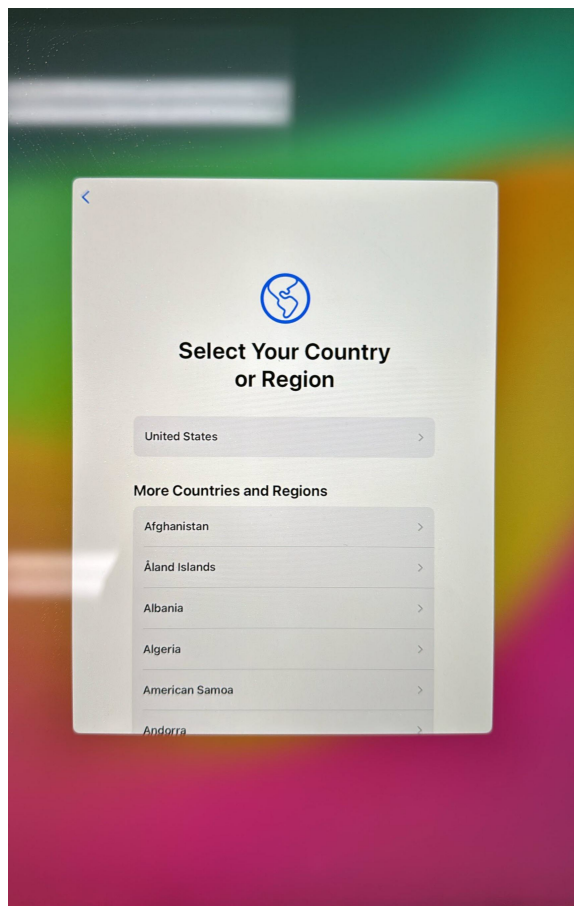 Select Your Country
or Region
United States
More Countries and Regions
Afghanistan
Åland Islands
Albania
Algeria
American Samoa
Andorra